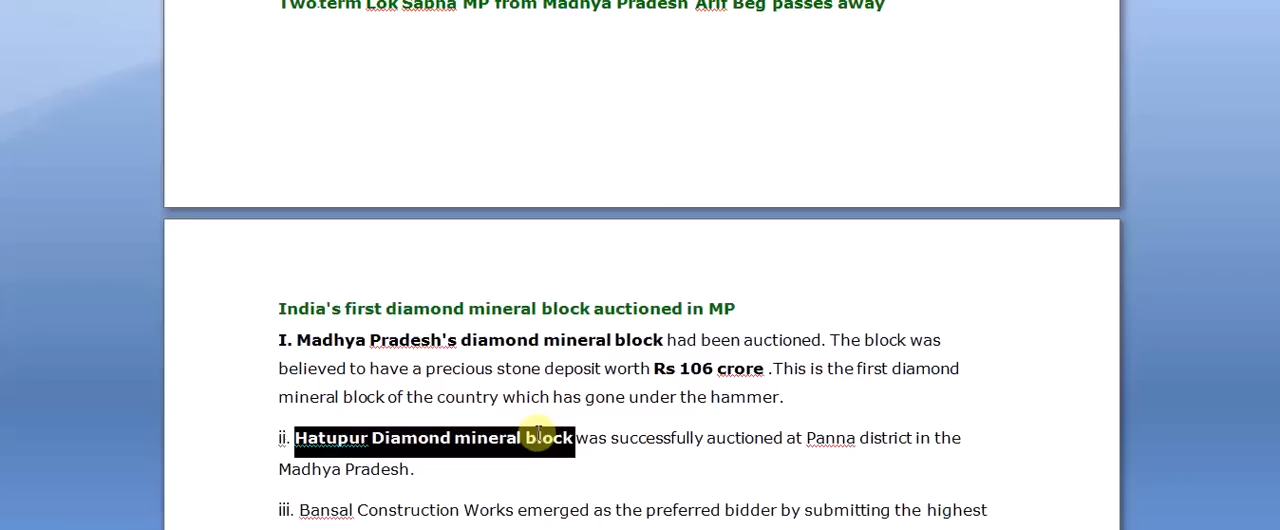 Two.term Lok Sabha MP from Madhya Pradesh Arif Beg passes away
India's first diamond mineral block auctioned in MP
I. Madhya Pradesh's diamond mineral block had been auctioned. The block was
believed to have a precious stone deposit worth Rs 106 crore .This is the first diamond
mineral block of the country which has gone under the hammer.
ii. Hatupur Diamond mineral block was successfully auctioned at Panna district in the
Madhya Pradesh.
iii. Bansal Construction Works emerged as the preferred bidder by submitting the highest